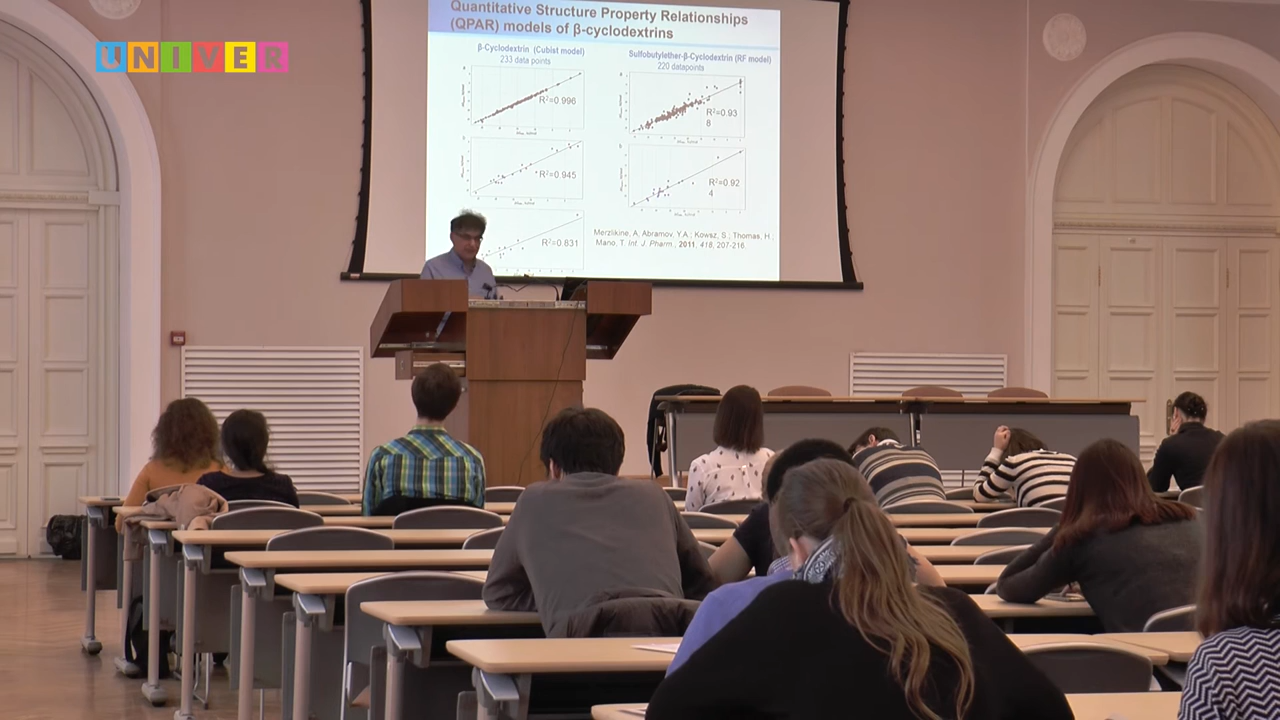 UNIVER
Quantitative Structure Property Relationships
(QPAR) models of β-cyclodextrins
β-Cyclodextrin (Cubist model)
233 data points
Sulfobutylether-β-Cyclodextrin (RF model)
220 datapoints
R²=0.996
R²=0.93
8
R²=0.945
R²=0.92
4
R²=0.831
Merzlikine, A; Abramov, Y.A.; Kowsz, S.; Thomas, H.;
Mano, T. Int. J. Pharm., 2011, 418, 207-216.